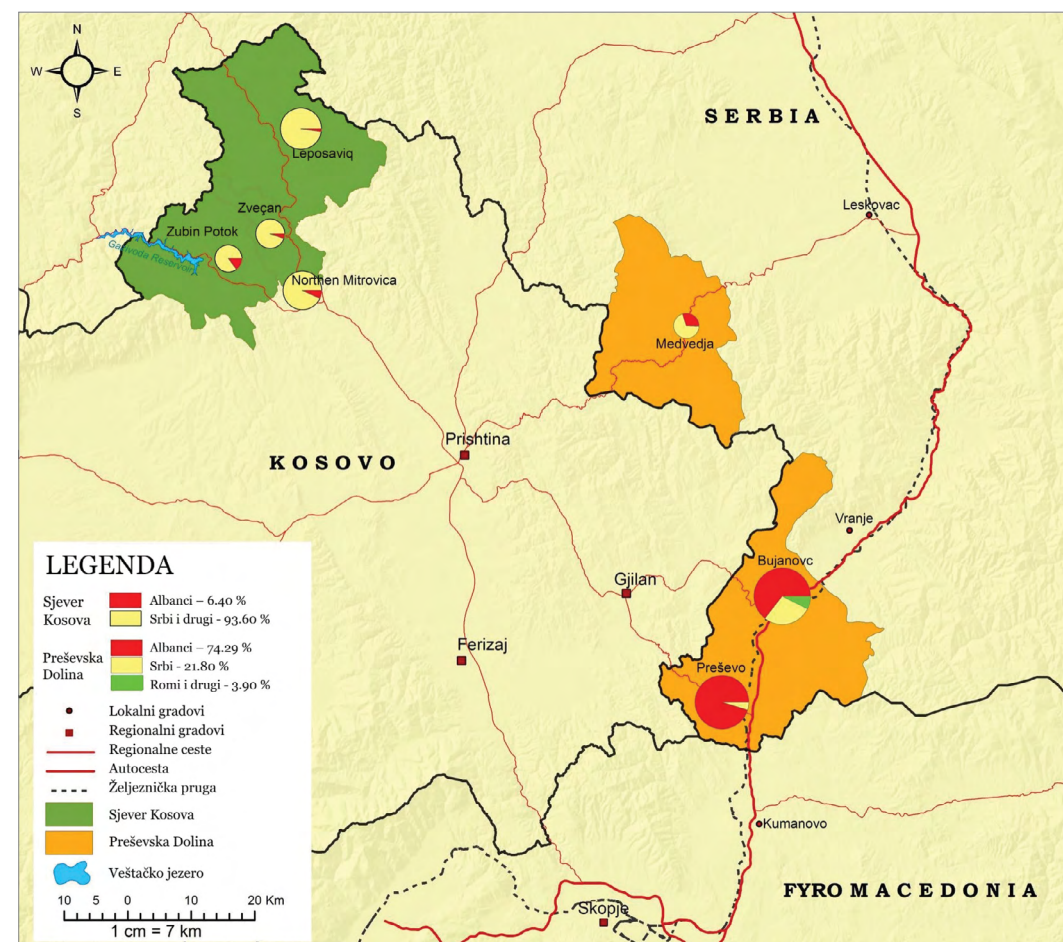 N
W E
S
SERBIA
Leposaviq
Leskovac
Zveçan
Zubin Potok
Gazivoda Reservoir
Northen Mitrovica
Medvedja
Prishtina
KOSOVO
Vranje
Bujanovc
Gjilan
Ferizaj
Preševo
LEGENDA
Sjever Kosova
Albanci – 6.40 %
Srbi i drugi - 93.60 %
Preševska Dolina
Albanci – 74.29 %
Srbi - 21.80 %
Romi i drugi - 3.90 %
Lokalni gradovi
Regionalni gradovi
Regionalne ceste
Autocesta
Željeznička pruga
Sjever Kosova
Preševska Dolina
Veštačko jezero
10 5 0 10 20 Km
1 cm = 7 km
Kumanovo
FYRO MACEDONIA
Skopje